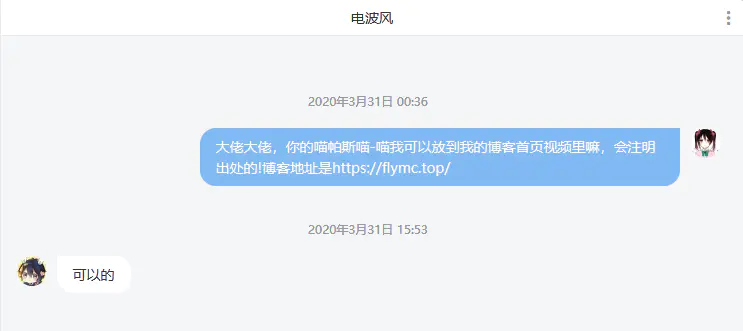 电波风
2020年3月31日 00:36
大佬大佬，你的喵帕斯喵-喵我可以放到我的博客首页视频里嘛，会注明
出处的!博客地址是https://flymc.top/
2020年3月31日 15:53
可以的